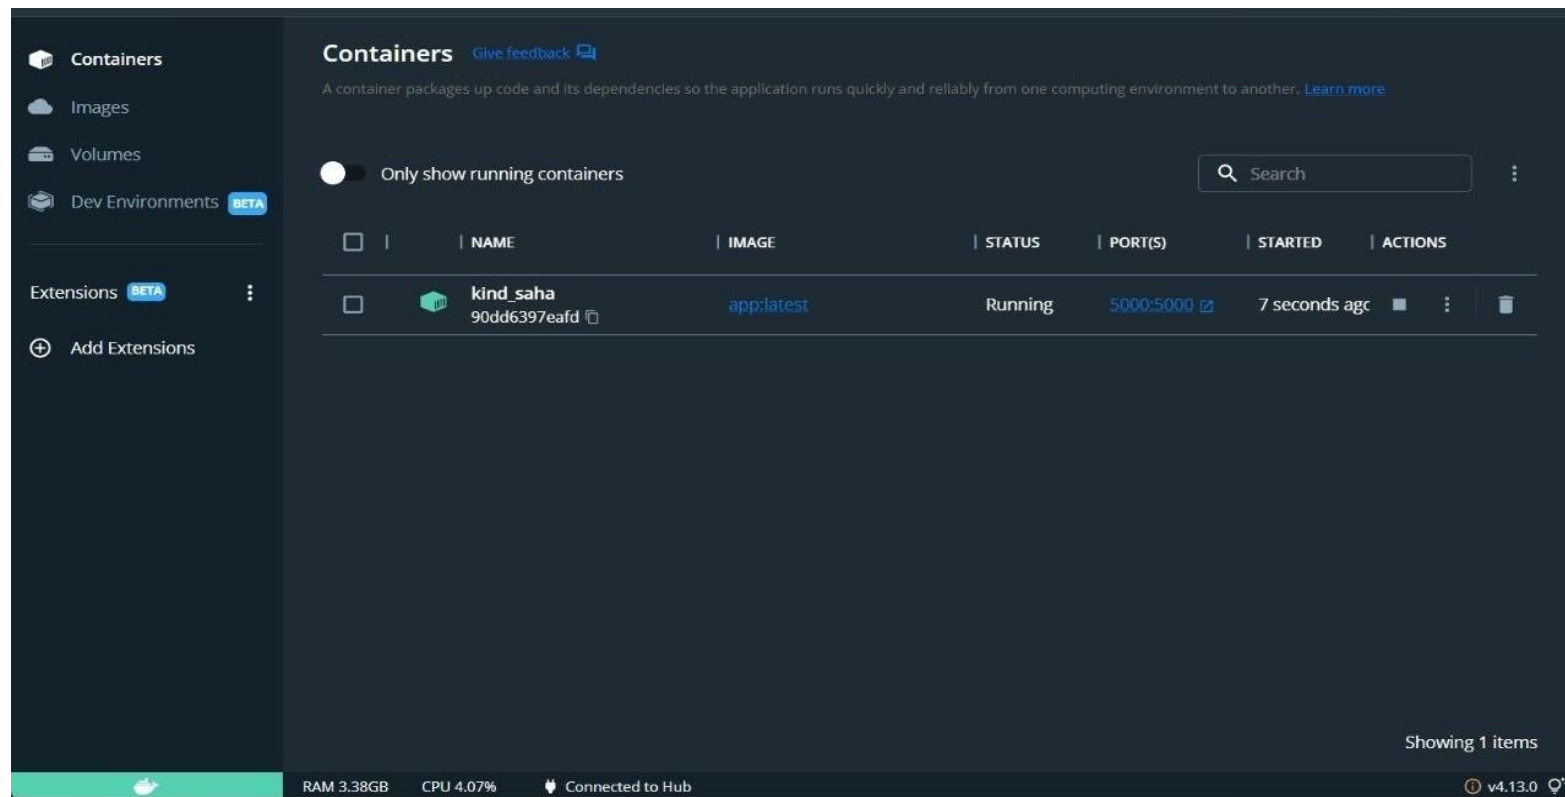 Containers
Images
Volumes
Dev Environments BETA
Extensions BETA
Add Extensions
Containers Give feedback
A container packages up code and its dependencies so the application runs quickly and reliably from one computing environment to another. Learn more
Only show running containers
Search
NAME IMAGE STATUS PORT(S) STARTED ACTIONS
kind_saha app:latest Running 5000:5000 7 seconds agc
90dd6397eafd
Showing 1 items
RAM 3.38GB CPU 4.07% Connected to Hub v4.13.0